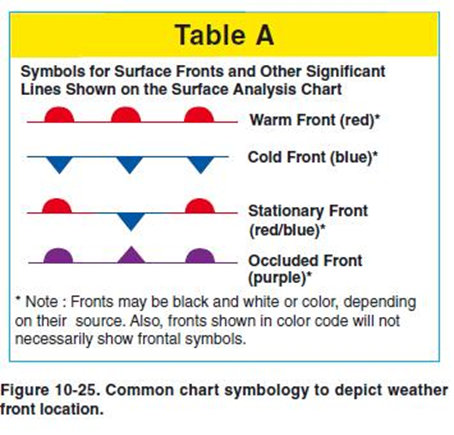 Table A
Symbols for Surface Fronts and Other Significant
Lines Shown on the Surface Analysis Chart
Warm Front (red)*
Cold Front (blue)*
Stationary Front
(red/blue)*
Occluded Front
(purple)*
* Note : Fronts may be black and white or color, depending
on their source. Also, fronts shown in color code will not
necessarily show frontal symbols.
Figure 10-25. Common chart symbology to depict weather
front location.